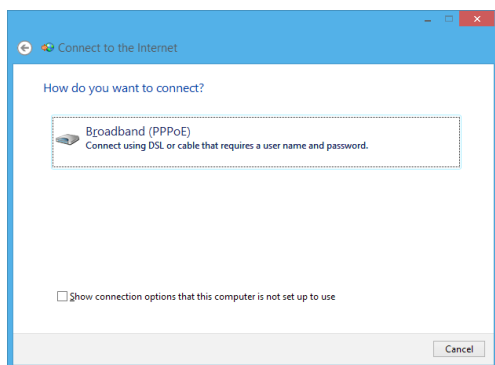 Connect to the Internet
How do you want to connect?
Broadband (PPPoE)
Connect using DSL or cable that requires a user name and password.
Show connection options that this computer is not set up to use
Cancel